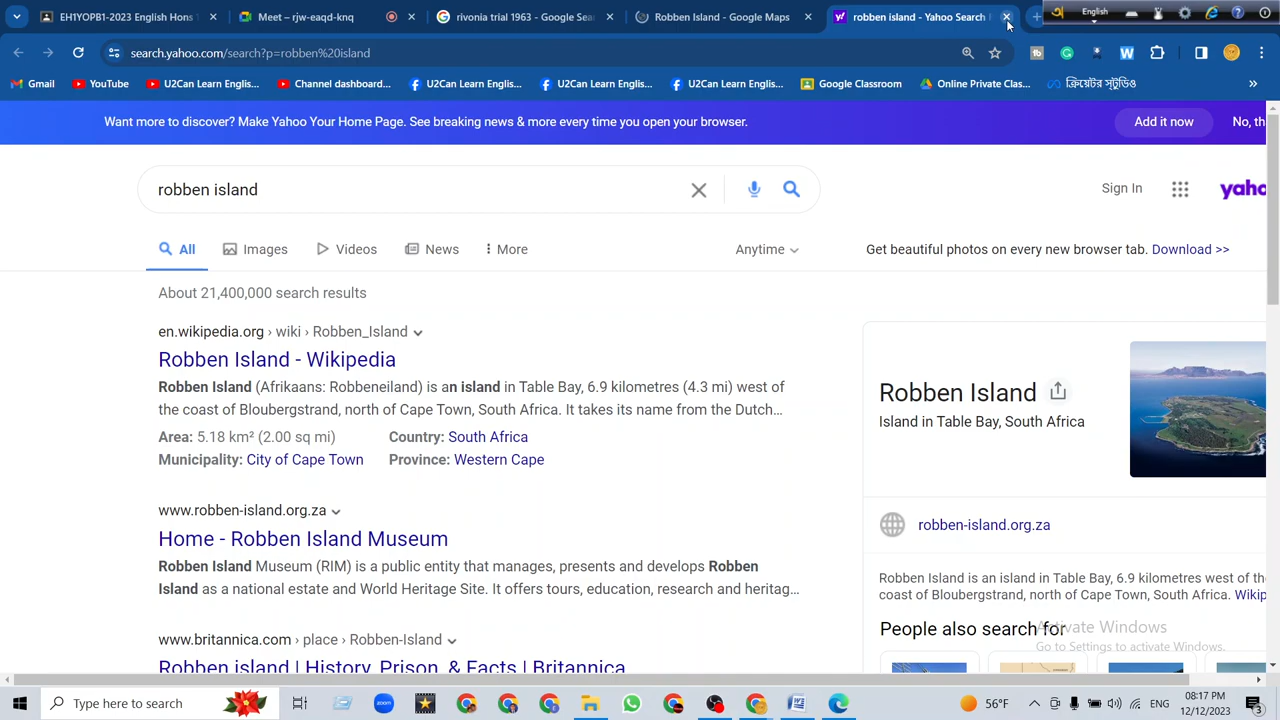 EH1YOPB1-2023 English Hons 1
Meet – rjw-eaqd-knq
rivonia trial 1963 - Google Sea
Robben Island - Google Maps
robben island - Yahoo Search
English
search.yahoo.com/search?p=robben%20island
Gmail
YouTube
U2Can Learn Englis...
Channel dashboard...
U2Can Learn Englis...
U2Can Learn Englis...
U2Can Learn Englis...
Google Classroom
Online Private Clas...
ক্রিয়েটর স্টুডিও
Want more to discover? Make Yahoo Your Home Page. See breaking news & more every time you open your browser.
Add it now
No, th
robben island
Sign In
yaho
All
Images
Videos
News
More
Anytime
Get beautiful photos on every new browser tab. Download >>
About 21,400,000 search results
en.wikipedia.org › wiki › Robben_Island
Robben Island - Wikipedia
Robben Island (Afrikaans: Robbeneiland) is an island in Table Bay, 6.9 kilometres (4.3 mi) west of
the coast of Bloubergstrand, north of Cape Town, South Africa. It takes its name from the Dutch...
Area: 5.18 km² (2.00 sq mi)
Country: South Africa
Municipality: City of Cape Town
Province: Western Cape
www.robben-island.org.za
Home - Robben Island Museum
Robben Island Museum (RIM) is a public entity that manages, presents and develops Robben
Island as a national estate and World Heritage Site. It offers tours, education, research and heritag...
www.britannica.com › place › Robben-Island
Robben island | History, Prison, & Facts | Britannica
Robben Island
Island in Table Bay, South Africa
robben-island.org.za
Robben Island is an island in Table Bay, 6.9 kilometres west of th
coast of Bloubergstrand, north of Cape Town, South Africa. Wikip
People also search for
Activate Windows
Go to Settings to activate Windows.
Type here to search
56°F
ENG
08:17 PM
12/12/2023
3